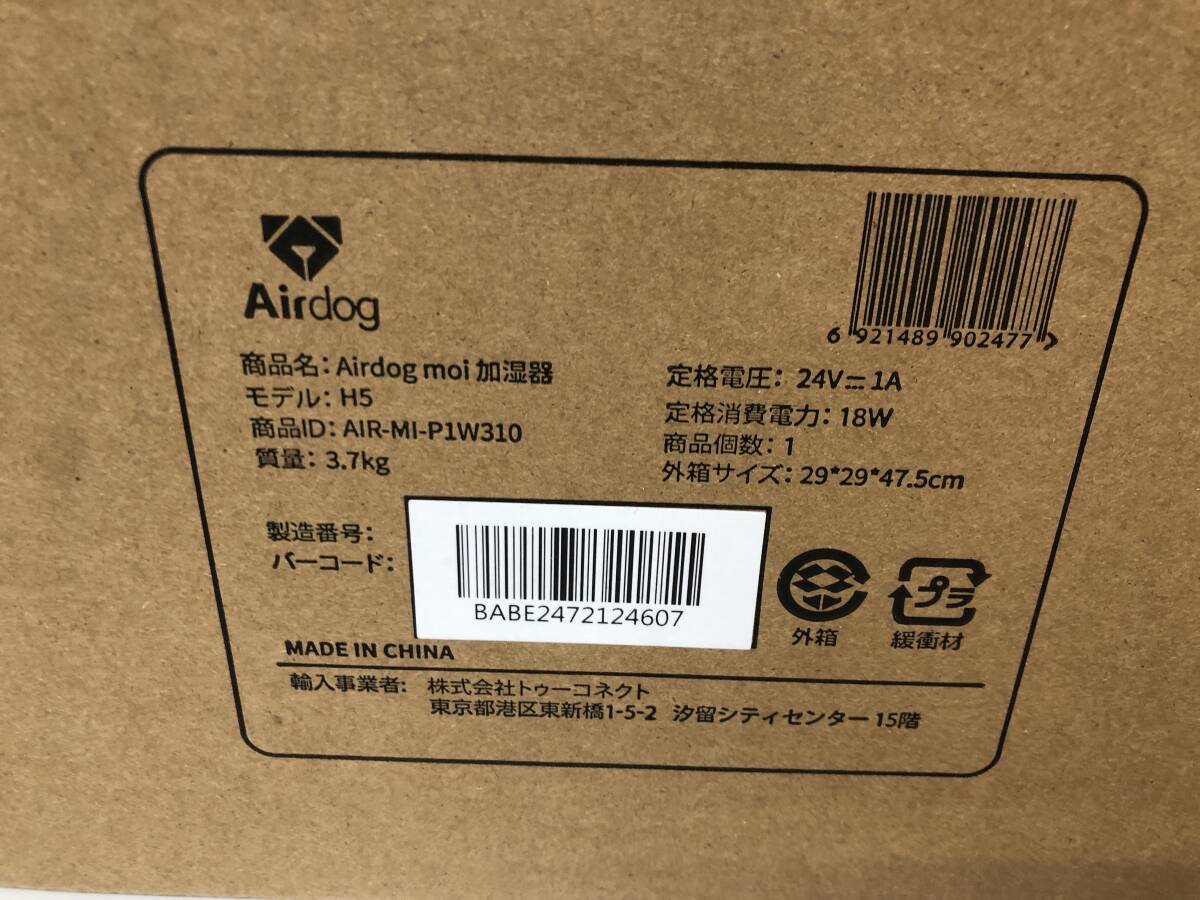 Airdog
6 921489 902477 >
商品名: Airdog moi 加湿器
モデル: H5
商品ID: AIR-MI-P1W310
質量: 3.7kg
定格電圧: 24V⎓1A
定格消費電力: 18W
商品個数: 1
外箱サイズ: 29*29*47.5cm
製造番号:
バーコード:
BABE2472124607
プラ
外箱
緩衝材
MADE IN CHINA
輸入事業者: 株式会社トゥーコネクト
東京都港区東新橋1-5-2 汐留シティセンター 15階